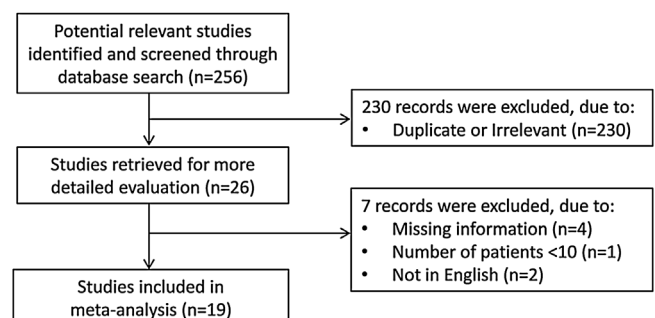 Potential relevant studies
identified and screened through
database search (n=256)
230 records were excluded, due to:
• Duplicate or Irrelevant (n=230)
Studies retrieved for more
detailed evaluation (n=26)
7 records were excluded, due to:
• Missing information (n=4)
• Number of patients <10 (n=1)
• Not in English (n=2)
Studies included in
meta-analysis (n=19)